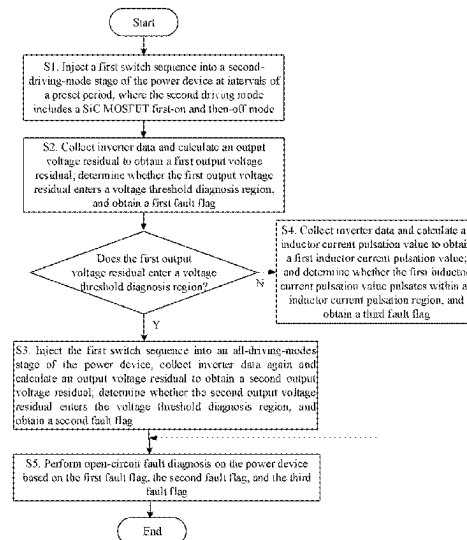 Start
S1. Inject a first switch sequence into a second-
driving-mode stage of the power device at intervals of
a preset period, where the second driving mode
includes a SiC MOSFET first-on and then-off mode
S2. Collect inverter data and calculate an output
voltage residual to obtain a first output voltage
residual; determine whether the first output voltage
residual enters a voltage threshold diagnosis region,
and obtain a first fault flag
Does the first output
voltage residual enter a voltage
threshold diagnosis region?
N
Y
S4. Collect inverter data and calculate a
inductor current pulsation value to obtain
a first inductor current pulsation value;
and determine whether the first inductor
current pulsation value pulsates within a
inductor current pulsation region, and
obtain a third fault flag
S3. Inject the first switch sequence into an all-driving-modes
stage of the power device, collect inverter data again and
calculate an output voltage residual to obtain a second output
voltage residual; determine whether the second output voltage
residual enters the voltage threshold diagnosis region, and
obtain a second fault flag
S5. Perform open-circuit fault diagnosis on the power device
based on the first fault flag, the second fault flag, and the third
fault flag
End